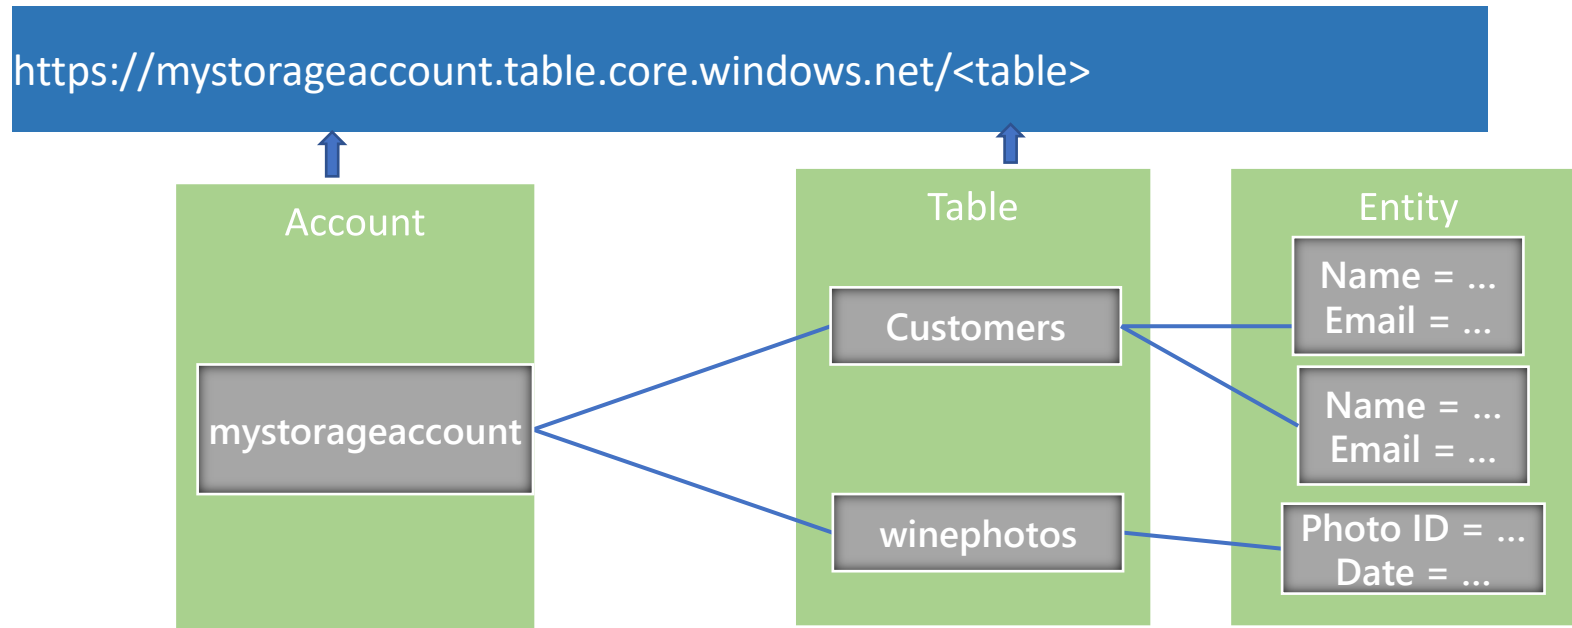 https://mystorageaccount.table.core.windows.net/<table>
Account
mystorageaccount
Table
Customers
winephotos
Entity
Name = ...
Email = ...
Name = ...
Email = ...
Photo ID = ...
Date = ...